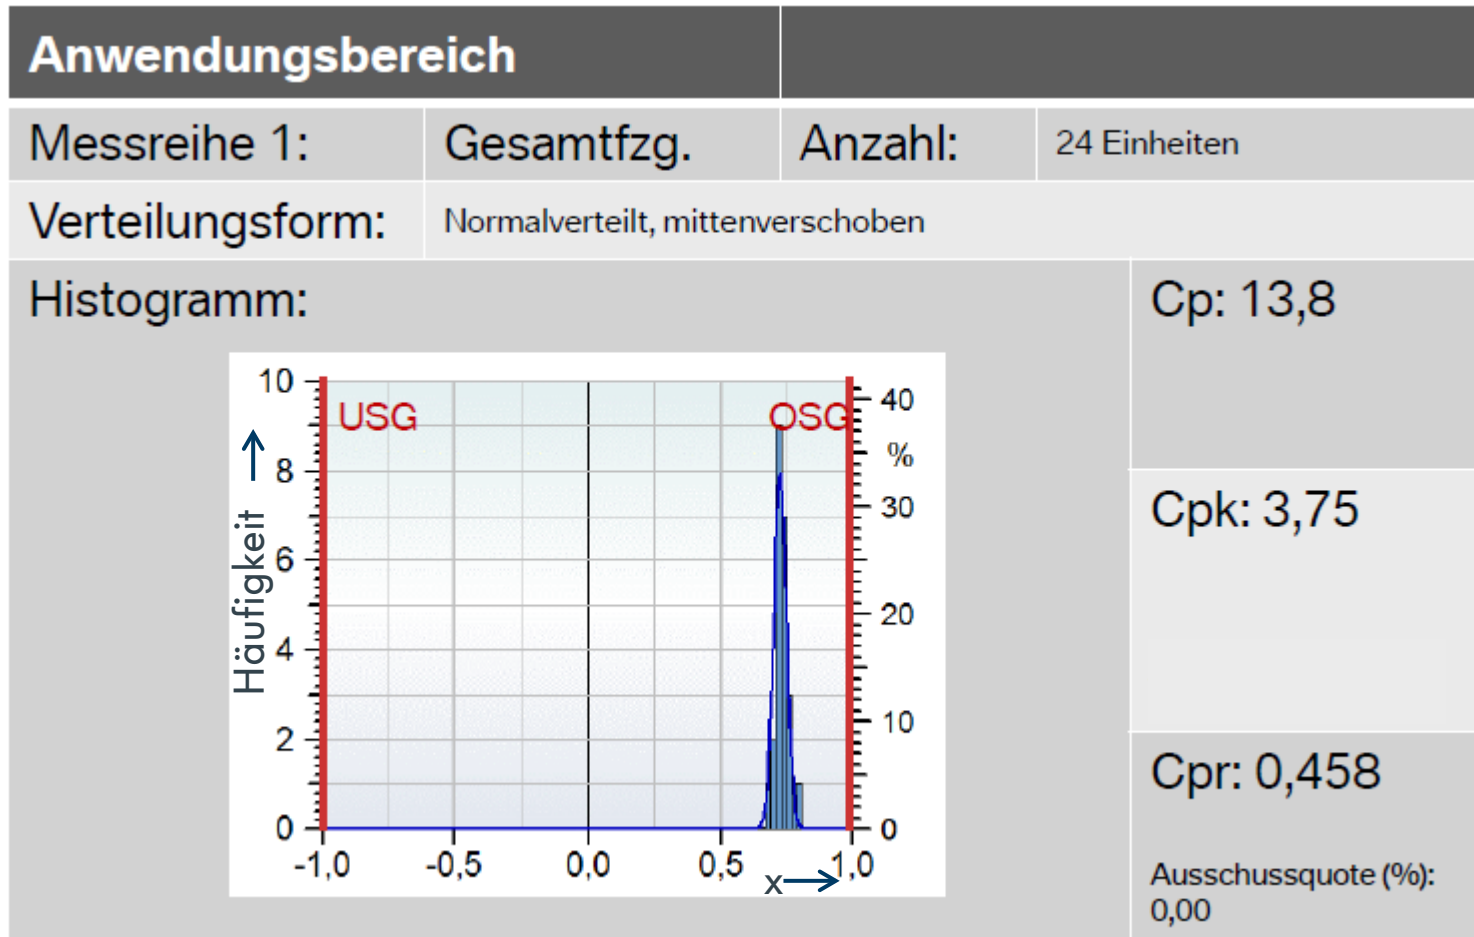 Anwendungsbereich
Messreihe 1: Gesamtfzg. Anzahl: 24 Einheiten
Verteilungsform: Normalverteilt, mittenverschoben
Histogramm:
Cp: 13,8
10
8
6
4
2
0
Häufigkeit
USG
OSG
40
%
30
20
10
0
-1,0 -0,5 0,0 0,5 1,0
x
Cpk: 3,75
Cpr: 0,458
Ausschussquote (%):
0,00